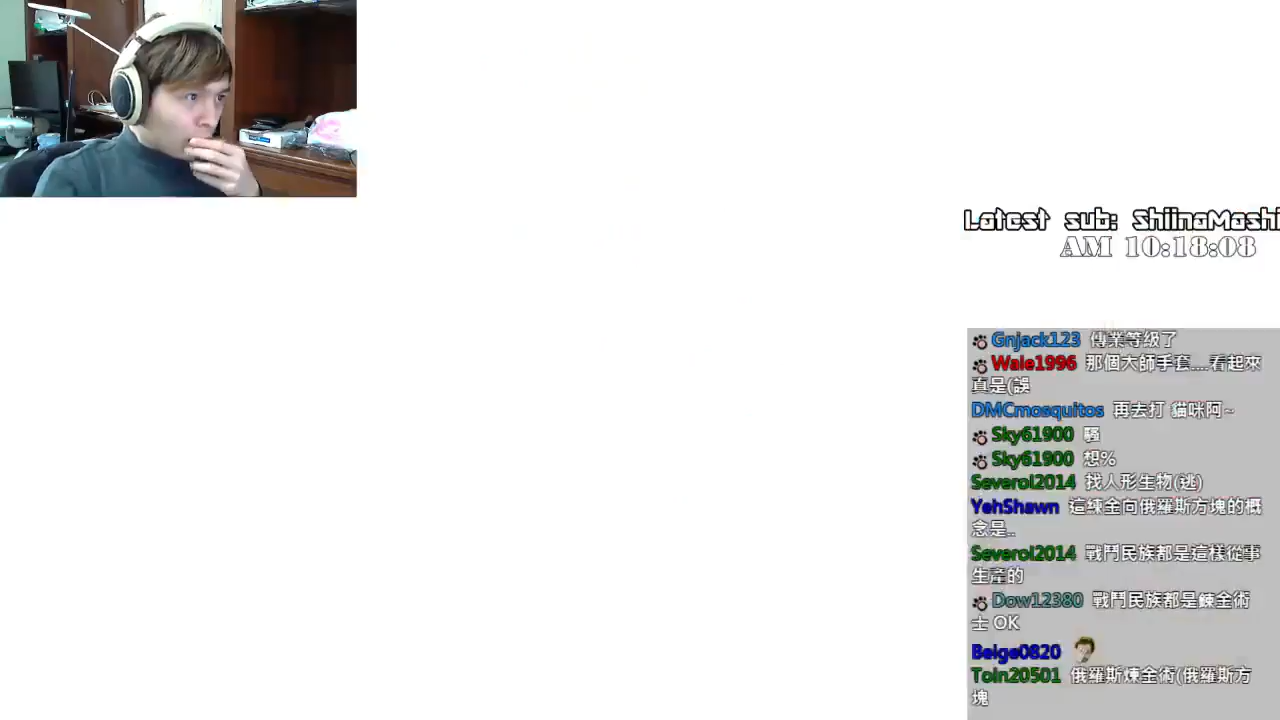 Latest sub: ShiinaMashi
AM 10:18:08
Gnjack123 傳業等級了
Wale1996 那個大師手套....看起來
真是(誤
DMCmosquitos 再去打 貓咪阿~
Sky61900 騷
Sky61900 想%
Severol2014 找人形生物(逃)
YehShawn 這練金向俄羅斯方塊的概
念是..
Severol2014 戰鬥民族都是這樣從事
生產的
Dow12380 戰鬥民族都是鍊金術
士 OK
Beige0820
Toin20501 俄羅斯煉金術(俄羅斯方
塊